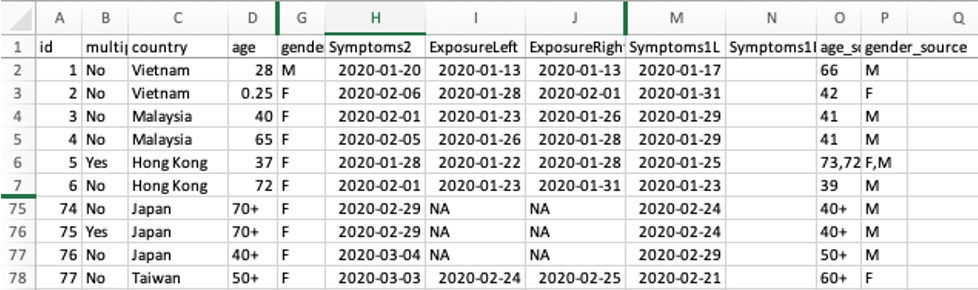 A B C D G H I J M N O P Q
1 id multi country age gende Symptoms2 ExposureLeft ExposureRigh Symptoms1L Symptoms1 age_so gender_source
2 1 No Vietnam 28 M 2020-01-20 2020-01-13 2020-01-13 2020-01-17 66 M
3 2 No Vietnam 0.25 F 2020-02-06 2020-01-28 2020-02-01 2020-01-31 42 F
4 3 No Malaysia 40 F 2020-02-01 2020-01-23 2020-01-26 2020-01-29 41 M
5 4 No Malaysia 65 F 2020-02-05 2020-01-26 2020-01-28 2020-01-29 41 M
6 5 Yes Hong Kong 37 F 2020-01-28 2020-01-22 2020-01-28 2020-01-25 73,72 F,M
7 6 No Hong Kong 72 F 2020-02-01 2020-01-23 2020-01-31 2020-01-23 39 M
75 74 No Japan 70+ F 2020-02-29 NA NA 2020-02-24 40+ M
76 75 Yes Japan 70+ F 2020-02-29 NA NA 2020-02-24 40+ M
77 76 No Japan 40+ F 2020-03-04 NA NA 2020-02-29 50+ M
78 77 No Taiwan 50+ F 2020-03-03 2020-02-24 2020-02-25 2020-02-21 60+ F